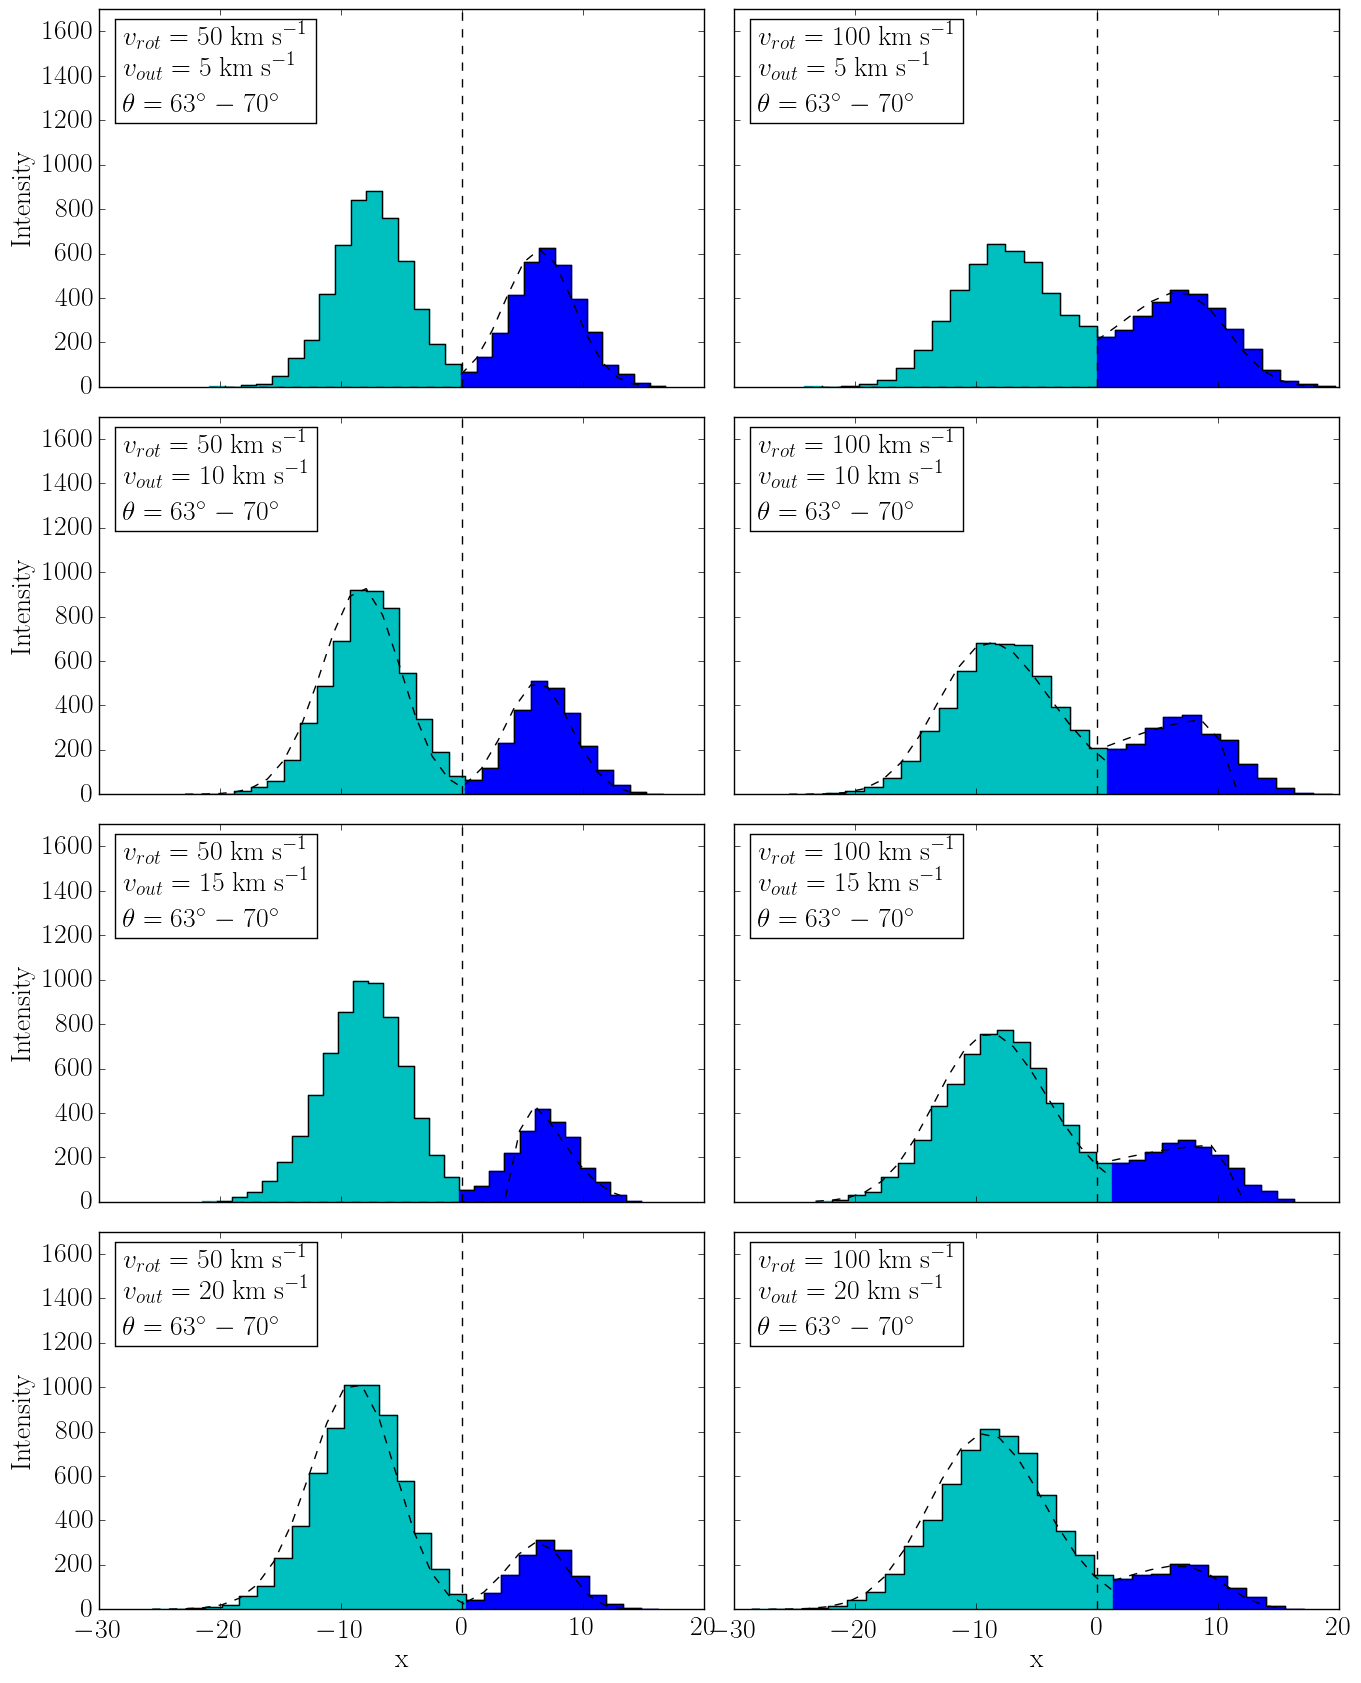 1600
1400
1200
1000
800
600
400
200
0
Intensity
v_rot = 50 km s⁻¹
v_out = 5 km s⁻¹
θ = 63° − 70°
v_rot = 100 km s⁻¹
v_out = 5 km s⁻¹
θ = 63° − 70°
1600
1400
1200
1000
800
600
400
200
0
Intensity
v_rot = 50 km s⁻¹
v_out = 10 km s⁻¹
θ = 63° − 70°
v_rot = 100 km s⁻¹
v_out = 10 km s⁻¹
θ = 63° − 70°
1600
1400
1200
1000
800
600
400
200
0
Intensity
v_rot = 50 km s⁻¹
v_out = 15 km s⁻¹
θ = 63° − 70°
v_rot = 100 km s⁻¹
v_out = 15 km s⁻¹
θ = 63° − 70°
1600
1400
1200
1000
800
600
400
200
0
Intensity
v_rot = 50 km s⁻¹
v_out = 20 km s⁻¹
θ = 63° − 70°
v_rot = 100 km s⁻¹
v_out = 20 km s⁻¹
θ = 63° − 70°
−30 −20 −10 0 10 20
−30 −20 −10 0 10 20
x
x